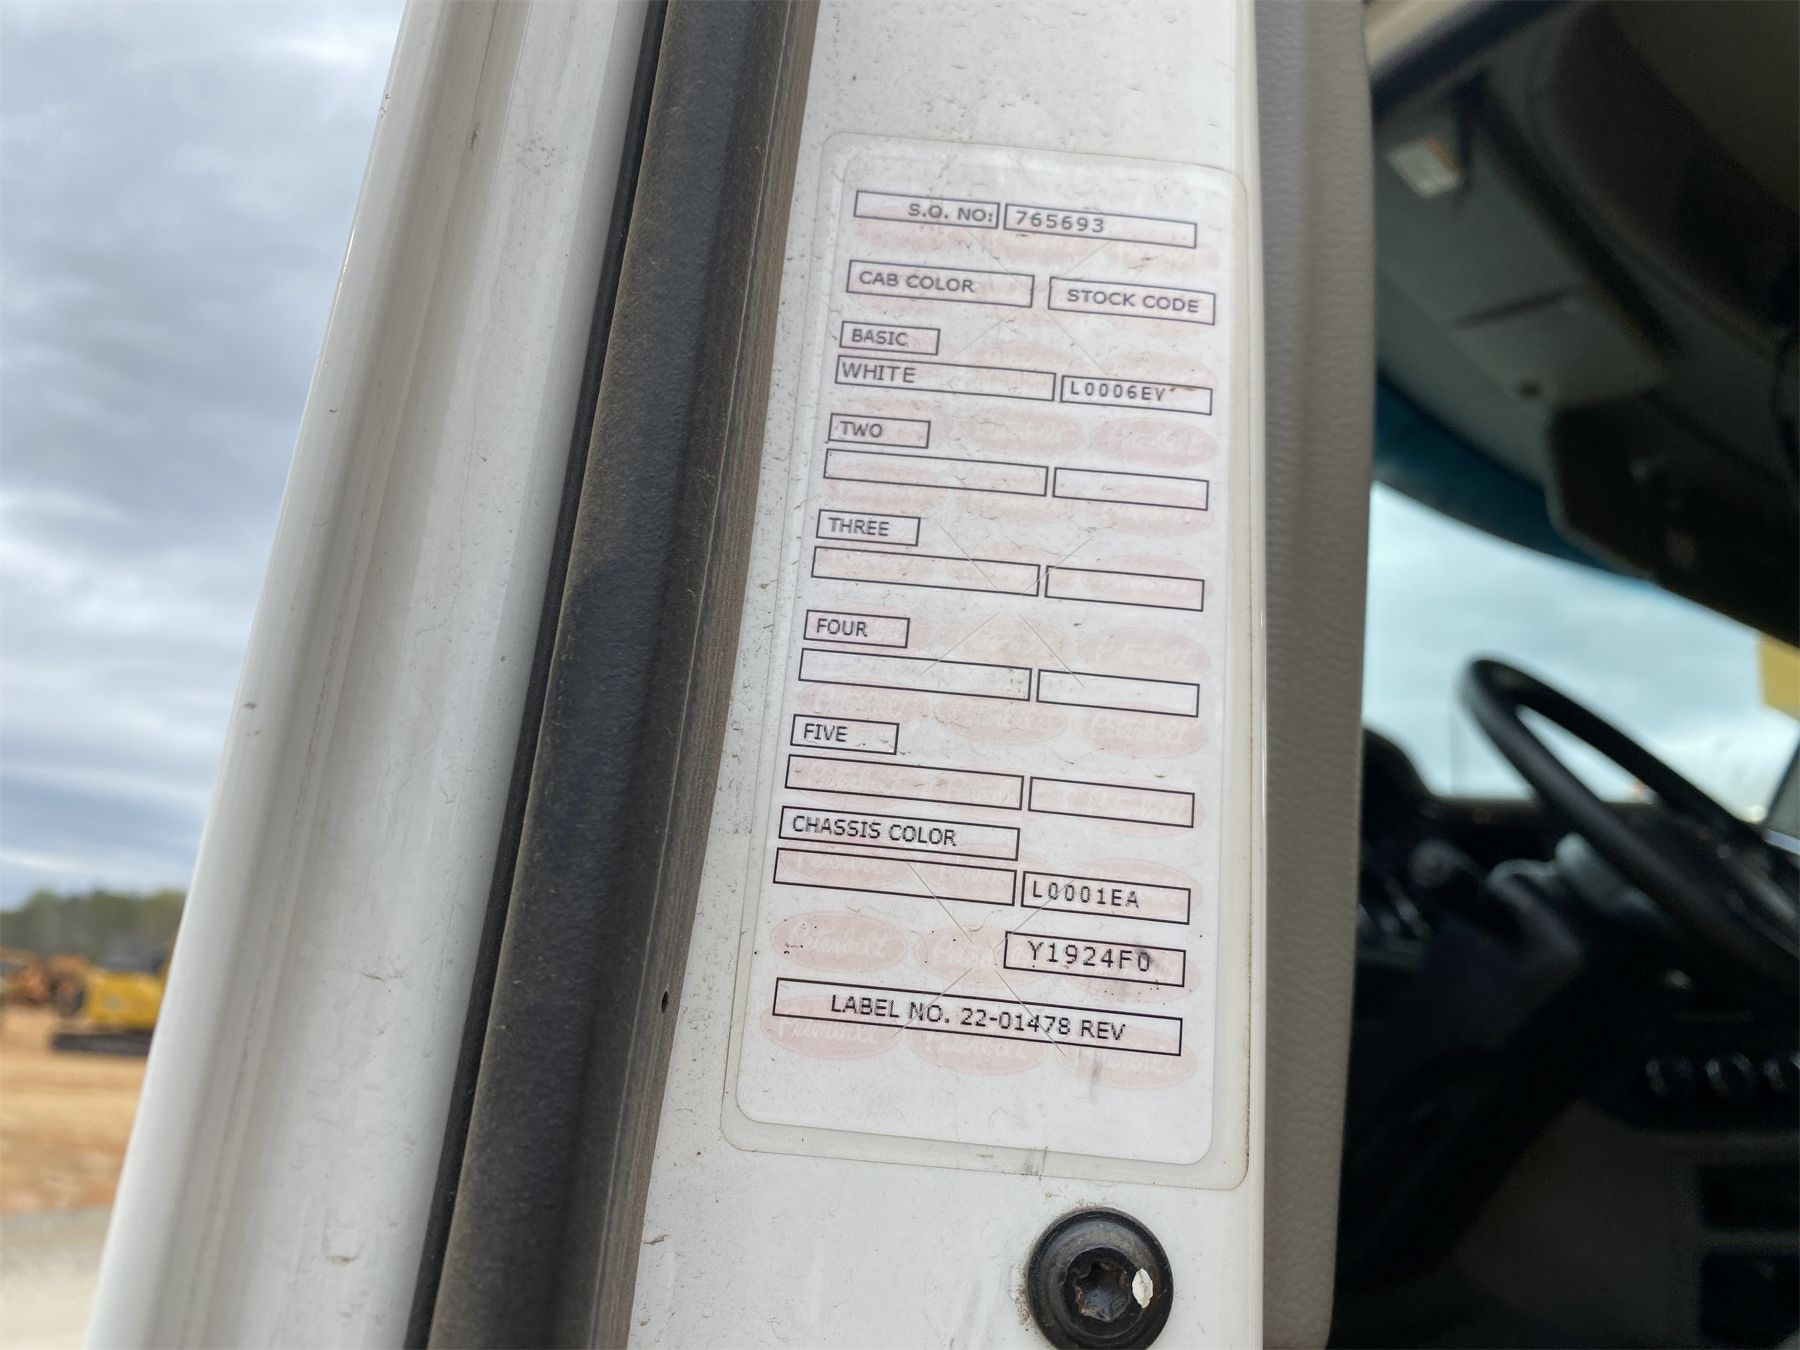 S.O. NO: 765693
CAB COLOR STOCK CODE
BASIC
WHITE L0006EY
TWO
THREE
FOUR
FIVE
CHASSIS COLOR
L0001EA
Y1924F0
LABEL NO. 22-01478 REV
Peterbilt